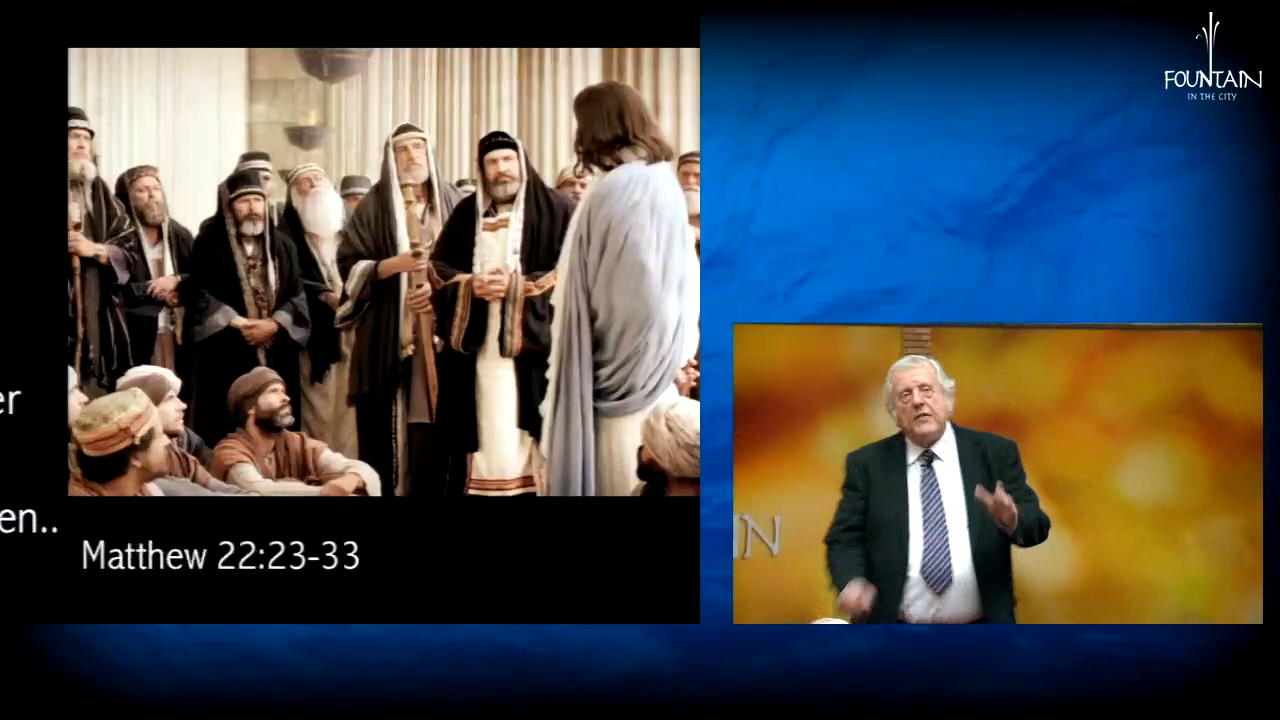 FOUNTAIN
IN THE CITY
er
en..
Matthew 22:23-33
IN